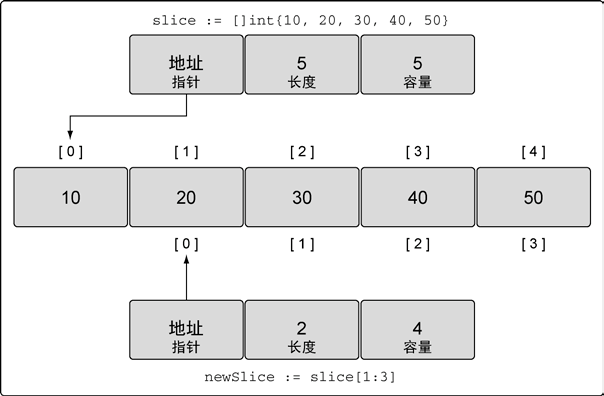 slice := []int{10, 20, 30, 40, 50}
地址 5 5
指针 长度 容量
[0] [1] [2] [3] [4]
10 20 30 40 50
[0] [1] [2] [3]
地址 2 4
指针 长度 容量
newSlice := slice[1:3]